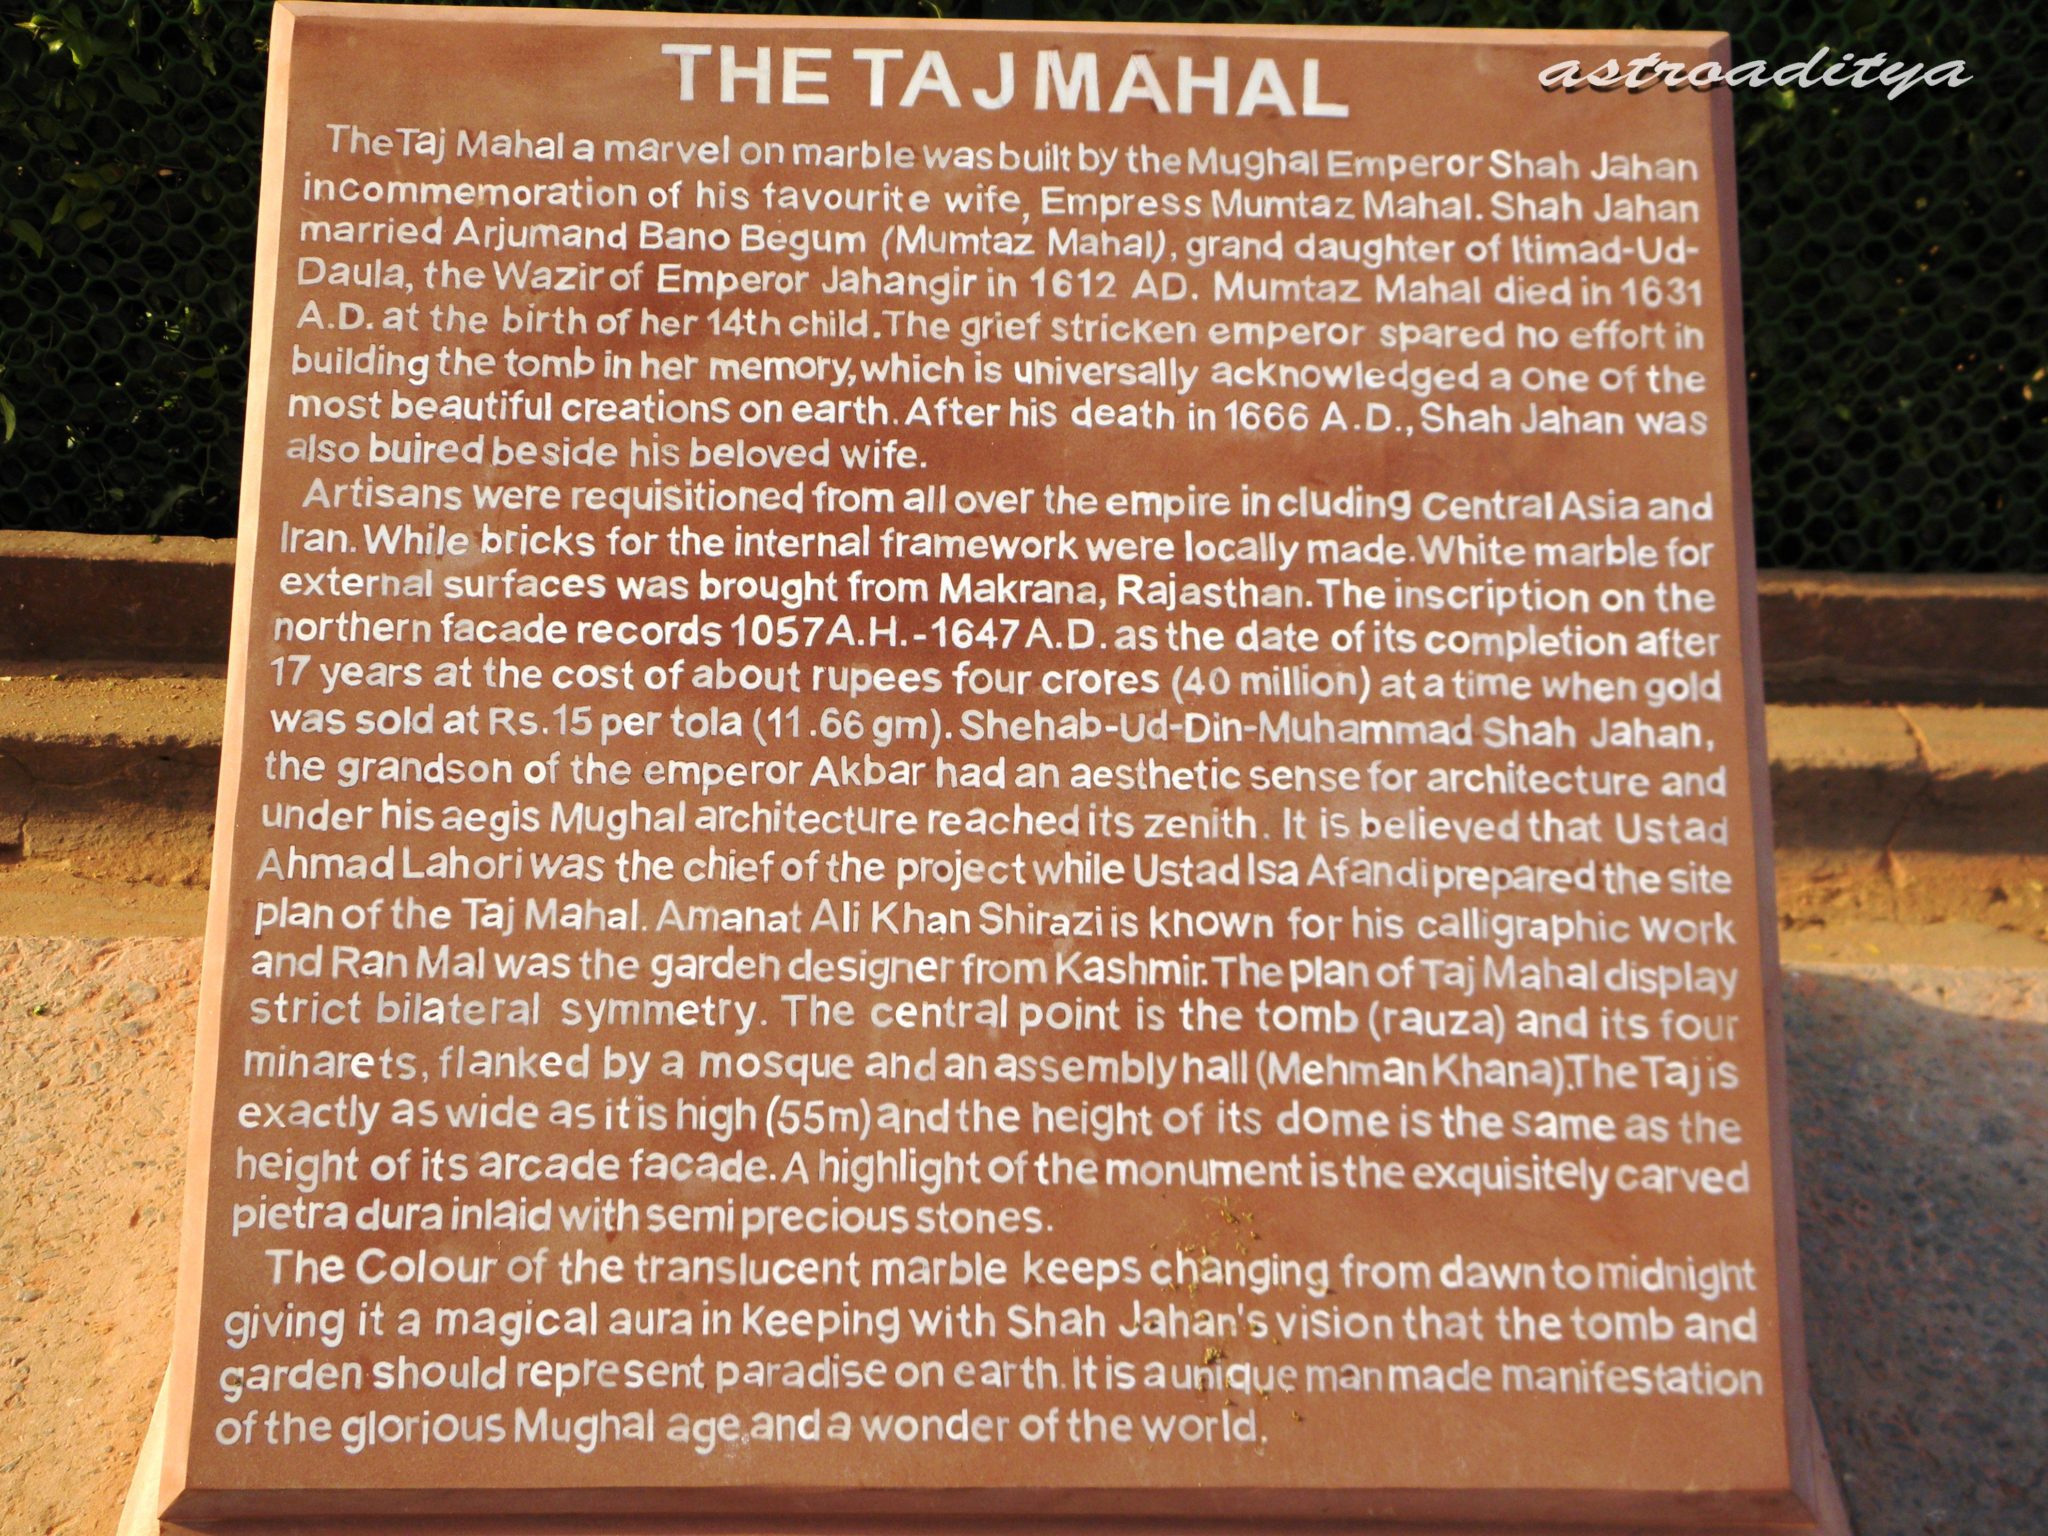 THE TAJ MAHAL
astroaditya
The Taj Mahal a marvel on marble was built by the Mughal Emperor Shah Jahan
in commemoration of his favourite wife, Empress Mumtaz Mahal. Shah Jahan
married Arjumand Bano Begum (Mumtaz Mahal), grand daughter of Itimad-Ud-
Daula, the Wazir of Emperor Jahangir in 1612 AD. Mumtaz Mahal died in 1631
A.D. at the birth of her 14th child. The grief stricken emperor spared no effort in
building the tomb in her memory, which is universally acknowledged a one of the
most beautiful creations on earth. After his death in 1666 A.D., Shah Jahan was
also buired beside his beloved wife.
Artisans were requisitioned from all over the empire in cluding Central Asia and
Iran. While bricks for the internal framework were locally made. White marble for
external surfaces was brought from Makrana, Rajasthan. The inscription on the
northern facade records 1057 A.H. - 1647 A.D. as the date of its completion after
17 years at the cost of about rupees four crores (40 million) at a time when gold
was sold at Rs. 15 per tola (11.66 gm). Shehab-Ud-Din-Muhammad Shah Jahan,
the grandson of the emperor Akbar had an aesthetic sense for architecture and
under his aegis Mughal architecture reached its zenith. It is believed that Ustad
Ahmad Lahori was the chief of the project while Ustad Isa Afandi prepared the site
plan of the Taj Mahal. Amanat Ali Khan Shirazi is known for his calligraphic work
and Ran Mal was the garden designer from Kashmir. The plan of Taj Mahal display
strict bilateral symmetry. The central point is the tomb (rauza) and its four
minarets, flanked by a mosque and an assembly hall (Mehman Khana). The Taj is
exactly as wide as it is high (55m) and the height of its dome is the same as the
height of its arcade facade. A highlight of the monument is the exquisitely carved
pietra dura inlaid with semi precious stones.
The Colour of the translucent marble keeps changing from dawn to midnight
giving it a magical aura in Keeping with Shah Jahan's vision that the tomb and
garden should represent paradise on earth. It is a unique man made manifestation
of the glorious Mughal age and a wonder of the world.